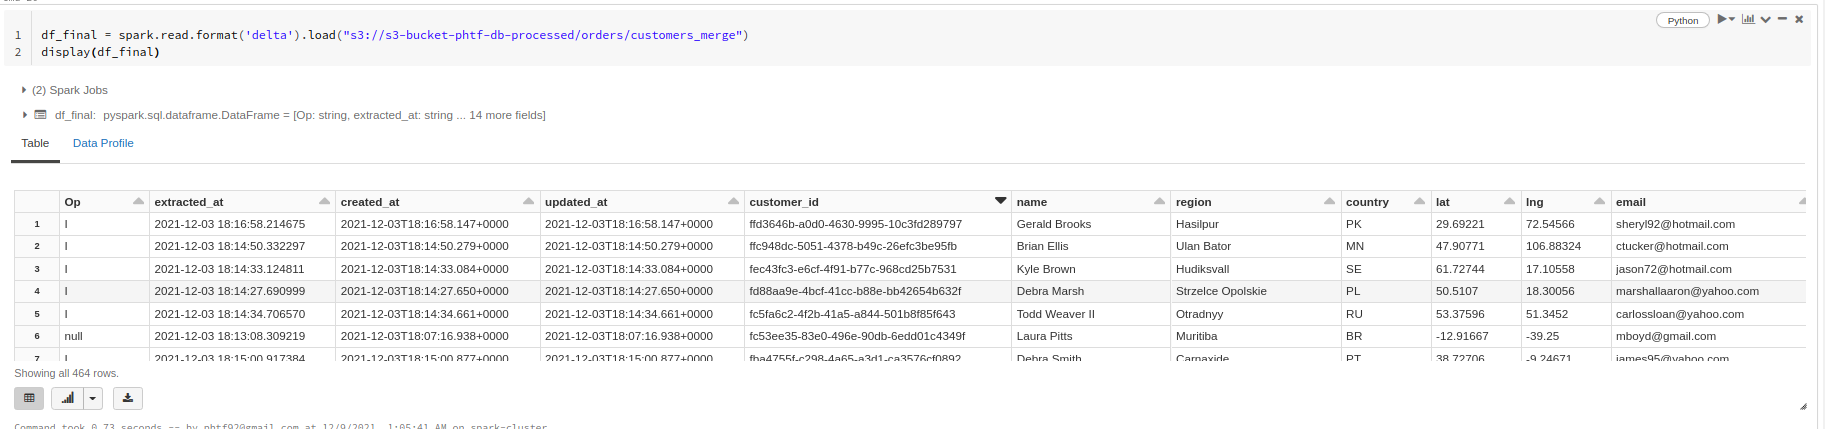 Python
1 df_final = spark.read.format('delta').load("s3://s3-bucket-phtf-db-processed/orders/customers_merge")
2 display(df_final)
(2) Spark Jobs
df_final: pyspark.sql.dataframe.DataFrame = [Op: string, extracted_at: string ... 14 more fields]
Table Data Profile
Op extracted_at created_at updated_at customer_id name region country lat lng email
1 I 2021-12-03 18:16:58.214675 2021-12-03T18:16:58.147+0000 2021-12-03T18:16:58.147+0000 ffd3646b-a0d0-4630-9995-10c3fd289797 Gerald Brooks Hasilpur PK 29.69221 72.54566 sheryl92@hotmail.com
2 I 2021-12-03 18:14:50.332297 2021-12-03T18:14:50.279+0000 2021-12-03T18:14:50.279+0000 ffc948dc-5051-4378-b49c-26efc3be95fb Brian Ellis Ulan Bator MN 47.90771 106.88324 ctucker@hotmail.com
3 I 2021-12-03 18:14:33.124811 2021-12-03T18:14:33.084+0000 2021-12-03T18:14:33.084+0000 fec43fc3-e6cf-4f91-b77c-968cd25b7531 Kyle Brown Hudiksvall SE 61.72744 17.10558 jason72@hotmail.com
4 I 2021-12-03 18:14:27.690999 2021-12-03T18:14:27.650+0000 2021-12-03T18:14:27.650+0000 fd88aa9e-4bcf-41cc-b88e-bb42654b632f Debra Marsh Strzelce Opolskie PL 50.5107 18.30056 marshallaaron@yahoo.com
5 I 2021-12-03 18:14:34.706570 2021-12-03T18:14:34.661+0000 2021-12-03T18:14:34.661+0000 fc5fa6c2-4f2b-41a5-a844-501b8f85f643 Todd Weaver II Otradnyy RU 53.37596 51.3452 carlossloan@yahoo.com
6 null 2021-12-03 18:13:08.309219 2021-12-03T18:07:16.938+0000 2021-12-03T18:07:16.938+0000 fc53ee35-83e0-496e-90db-6edd01c4349f Laura Pitts Muritiba BR -12.91667 -39.25 mboyd@gmail.com
7 I 2021-12-03 18:15:00.917384 2021-12-03T18:15:00.877+0000 2021-12-03T18:15:00.877+0000 fba4755f-c298-4a65-a3d1-ca3576cf0892 Debra Smith Carnaxide PT 38.72706 -9.24671 james95@yahoo.com
Showing all 464 rows.
Command took 0.73 seconds -- by phtf92@gmail.com at 12/9/2021, 1:05:41 AM on spark-cluster